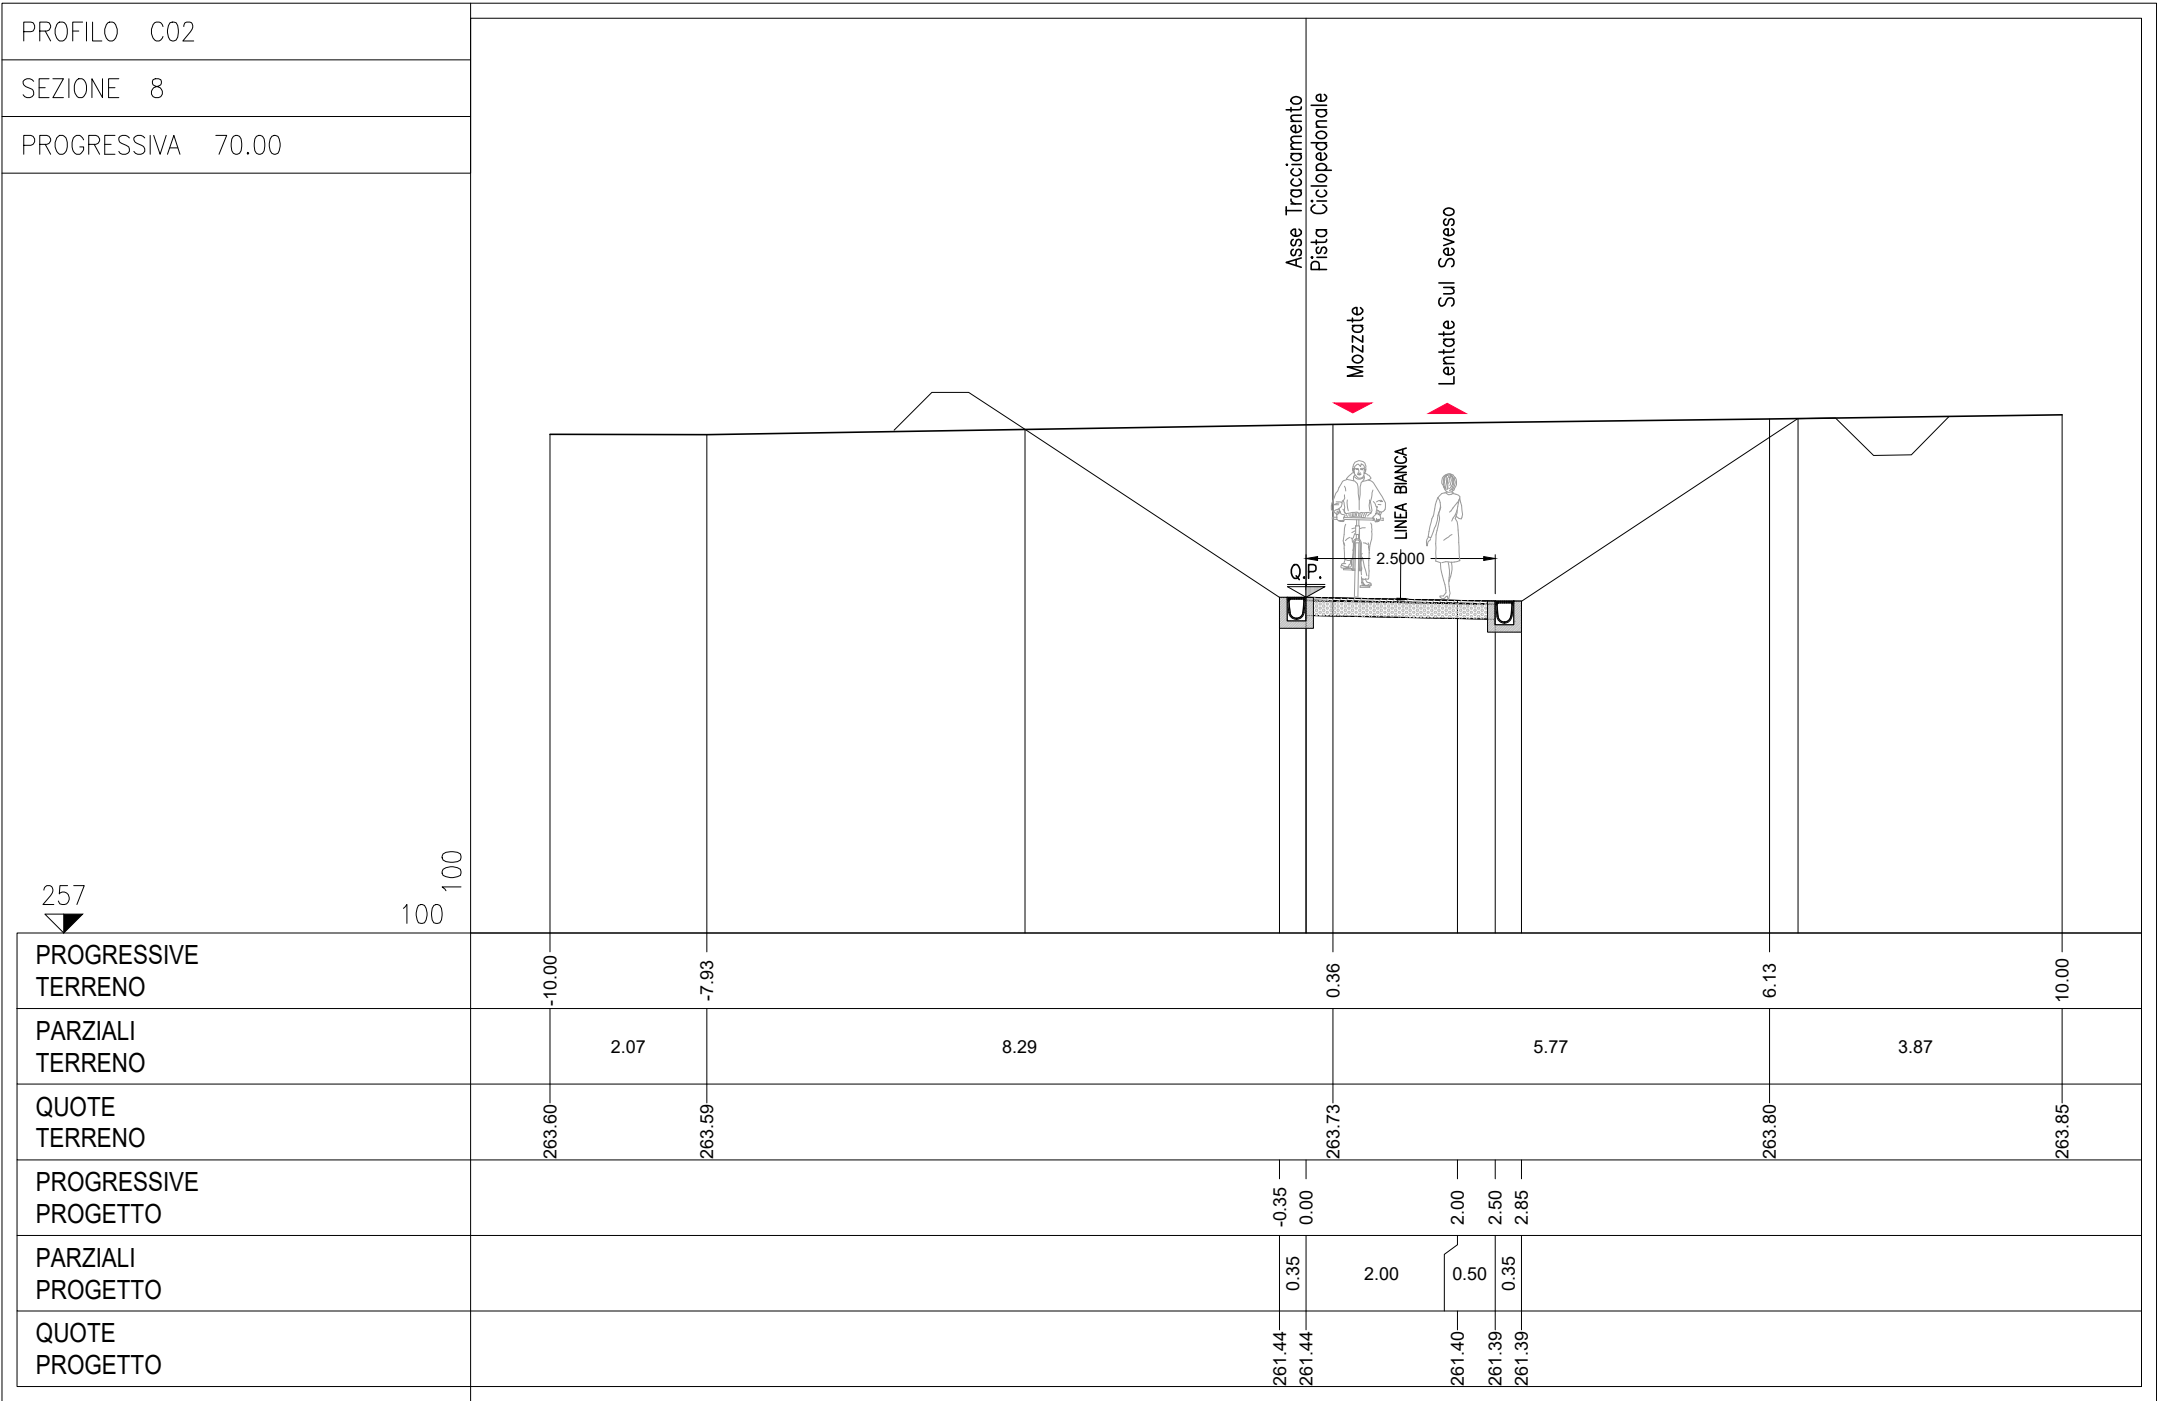 PROFILO C02
SEZIONE 8
PROGRESSIVA 70.00
Asse Tracciamento
Pista Ciclopedonale
Mozzate
Lentate Sul Seveso
LINEA BIANCA
2.5000
Q.P.
257
100
100
PROGRESSIVE
TERRENO
-10.00 -7.93 0.36 6.13 10.00
PARZIALI
TERRENO
2.07 8.29 5.77 3.87
QUOTE
TERRENO
263.60 263.59 263.73 263.80 263.85
PROGRESSIVE
PROGETTO
-0.35 0.00 2.00 2.50 2.85
PARZIALI
PROGETTO
0.35 2.00 0.50 0.35
QUOTE
PROGETTO
261.44 261.44 261.40 261.39 261.39